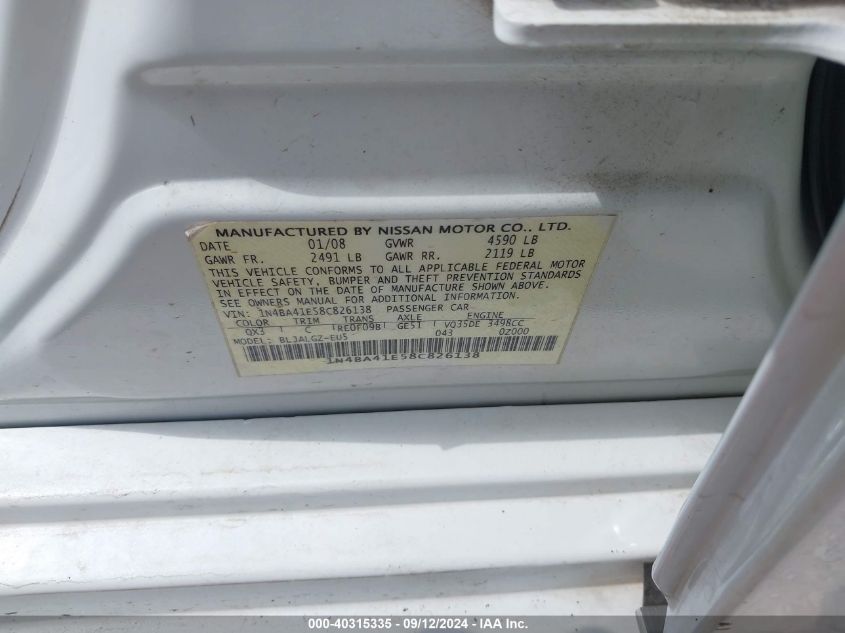 MANUFACTURED BY NISSAN MOTOR CO., LTD.
DATE 01/08 GVWR 4590 LB
GAWR FR. 2491 LB GAWR RR. 2119 LB
THIS VEHICLE CONFORMS TO ALL APPLICABLE FEDERAL MOTOR
VEHICLE SAFETY, BUMPER AND THEFT PREVENTION STANDARDS
IN EFFECT ON THE DATE OF MANUFACTURE SHOWN ABOVE.
SEE OWNERS MANUAL FOR ADDITIONAL INFORMATION.
VIN: 1N4BA41E58C826138 PASSENGER CAR
COLOR TRIM TRANS AXLE ENGINE
QX3 C RE0F09B GE51 VQ35DE 3498CC
MODEL: BLJALGZ-EU5 043 0Z000
1N4BA41E58C826138
000-40315335 - 09/12/2024 - IAA Inc.